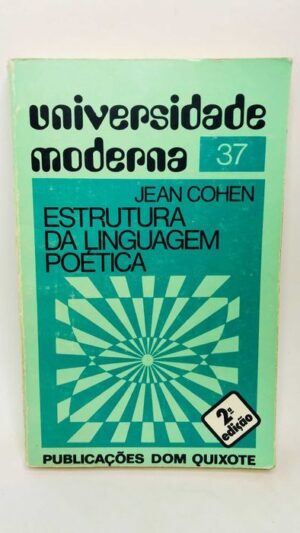 universidade
moderna 37
JEAN COHEN
ESTRUTURA
DA LINGUAGEM
POÉTICA
2ª
edição
PUBLICAÇÕES DOM QUIXOTE